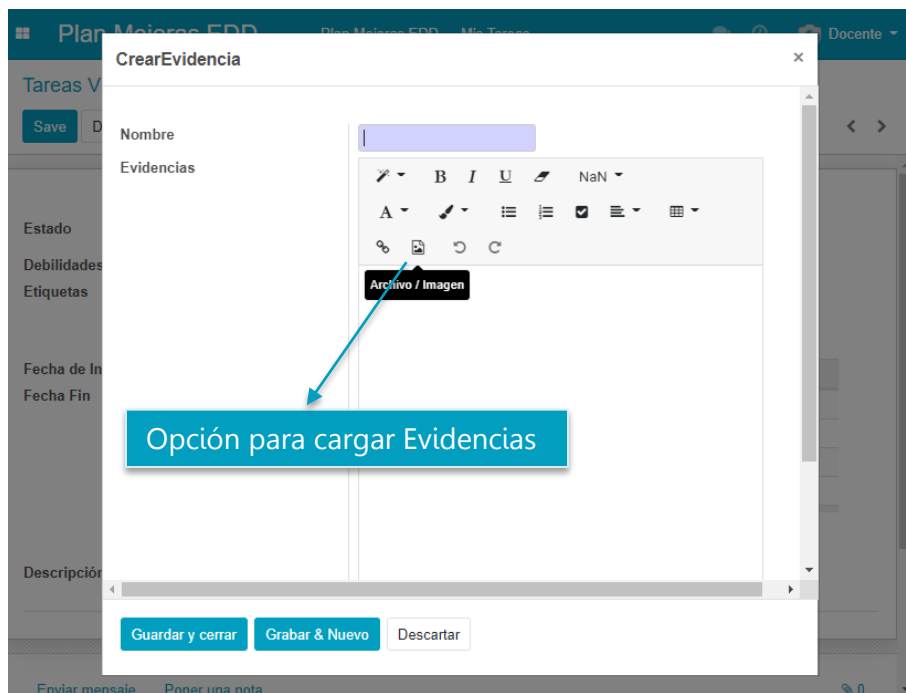 Plan Mejoras EDD Plan Mejoras EDD Mis Tareas Docente
CrearEvidencia ×
Tareas V
Save D
Nombre
Evidencias
B I U NaN
A
Estado
Debilidades
Etiquetas
Archivo / Imagen
Fecha de In
Fecha Fin
Opción para cargar Evidencias
Descripción
Guardar y cerrar Grabar & Nuevo Descartar
Enviar mensaje Poner una nota 0